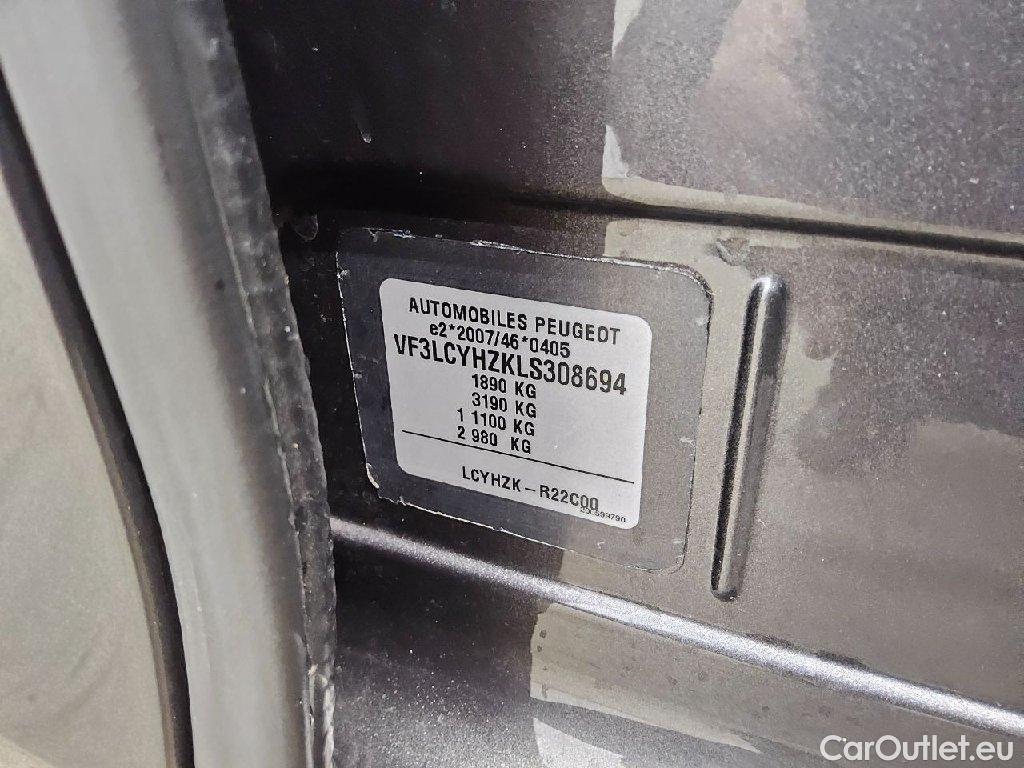 AUTOMOBILES PEUGEOT
e2*2007/46*0405
VF3LCYHZKLS308694
1890 KG
3190 KG
1 1100 KG
2 980 KG
LCYHZK - R22C00
CarOutlet.eu